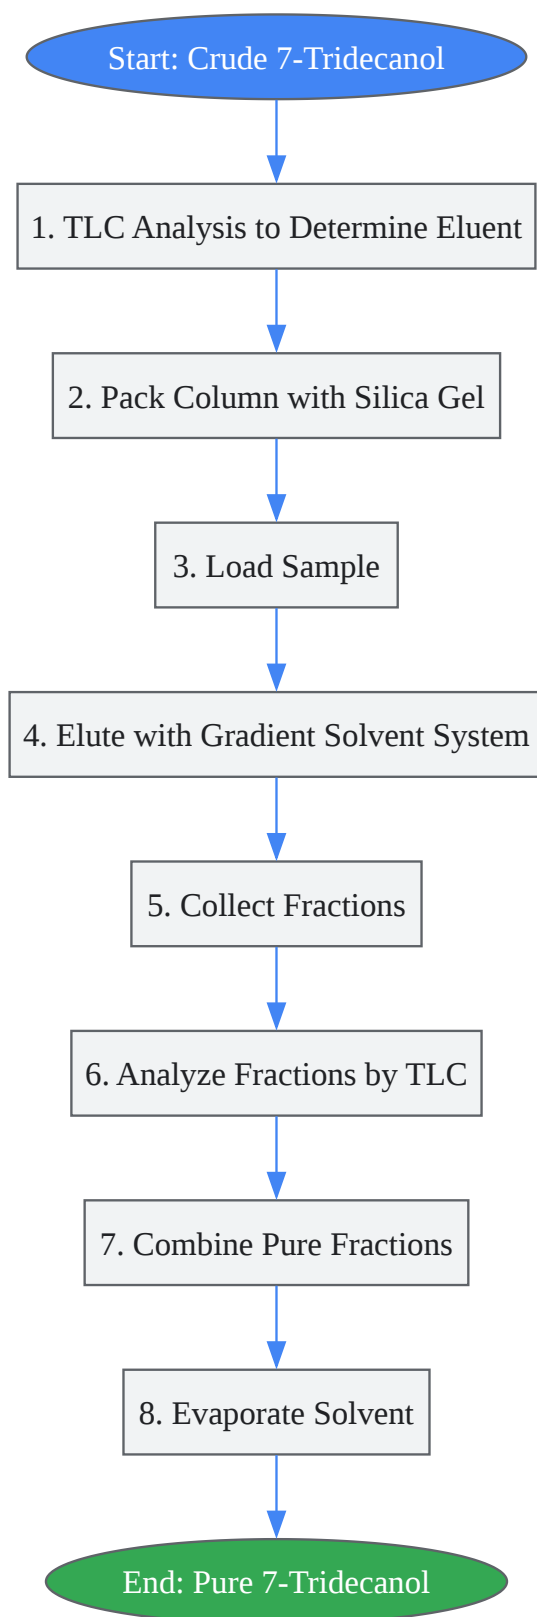 Start: Crude 7-Tridecanol
1. TLC Analysis to Determine Eluent
2. Pack Column with Silica Gel
3. Load Sample
4. Elute with Gradient Solvent System
5. Collect Fractions
6. Analyze Fractions by TLC
7. Combine Pure Fractions
8. Evaporate Solvent
End: Pure 7-Tridecanol